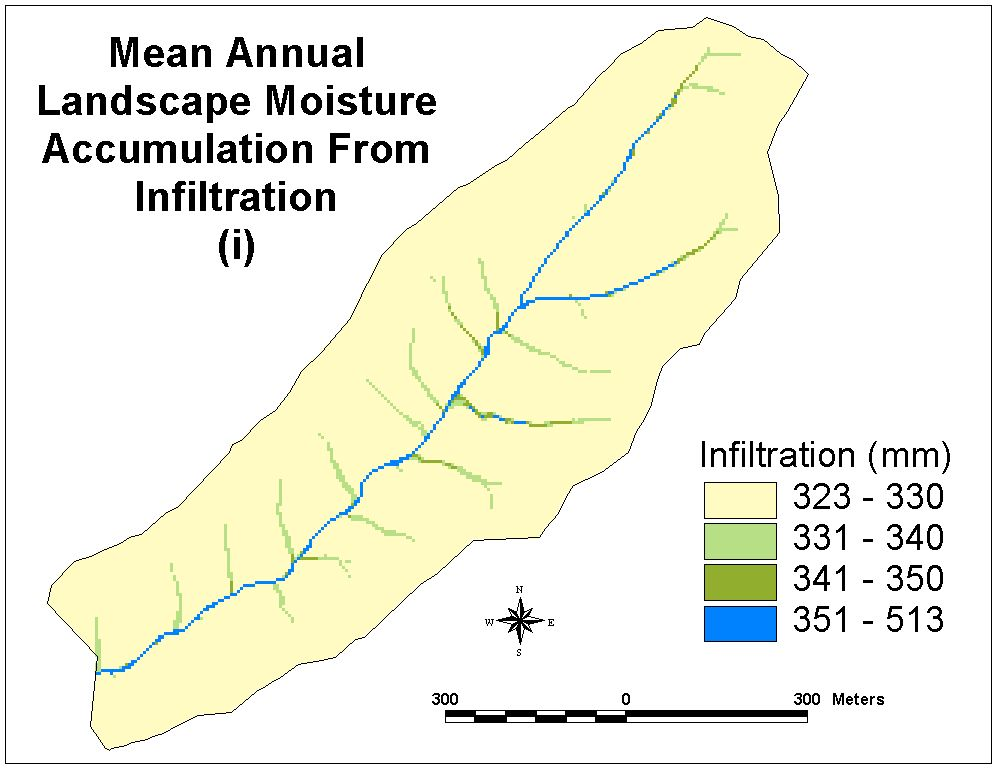 Mean Annual
Landscape Moisture
Accumulation From
Infiltration
(i)
Infiltration (mm)
323 - 330
331 - 340
341 - 350
351 - 513
N
W E
S
300 0 300 Meters